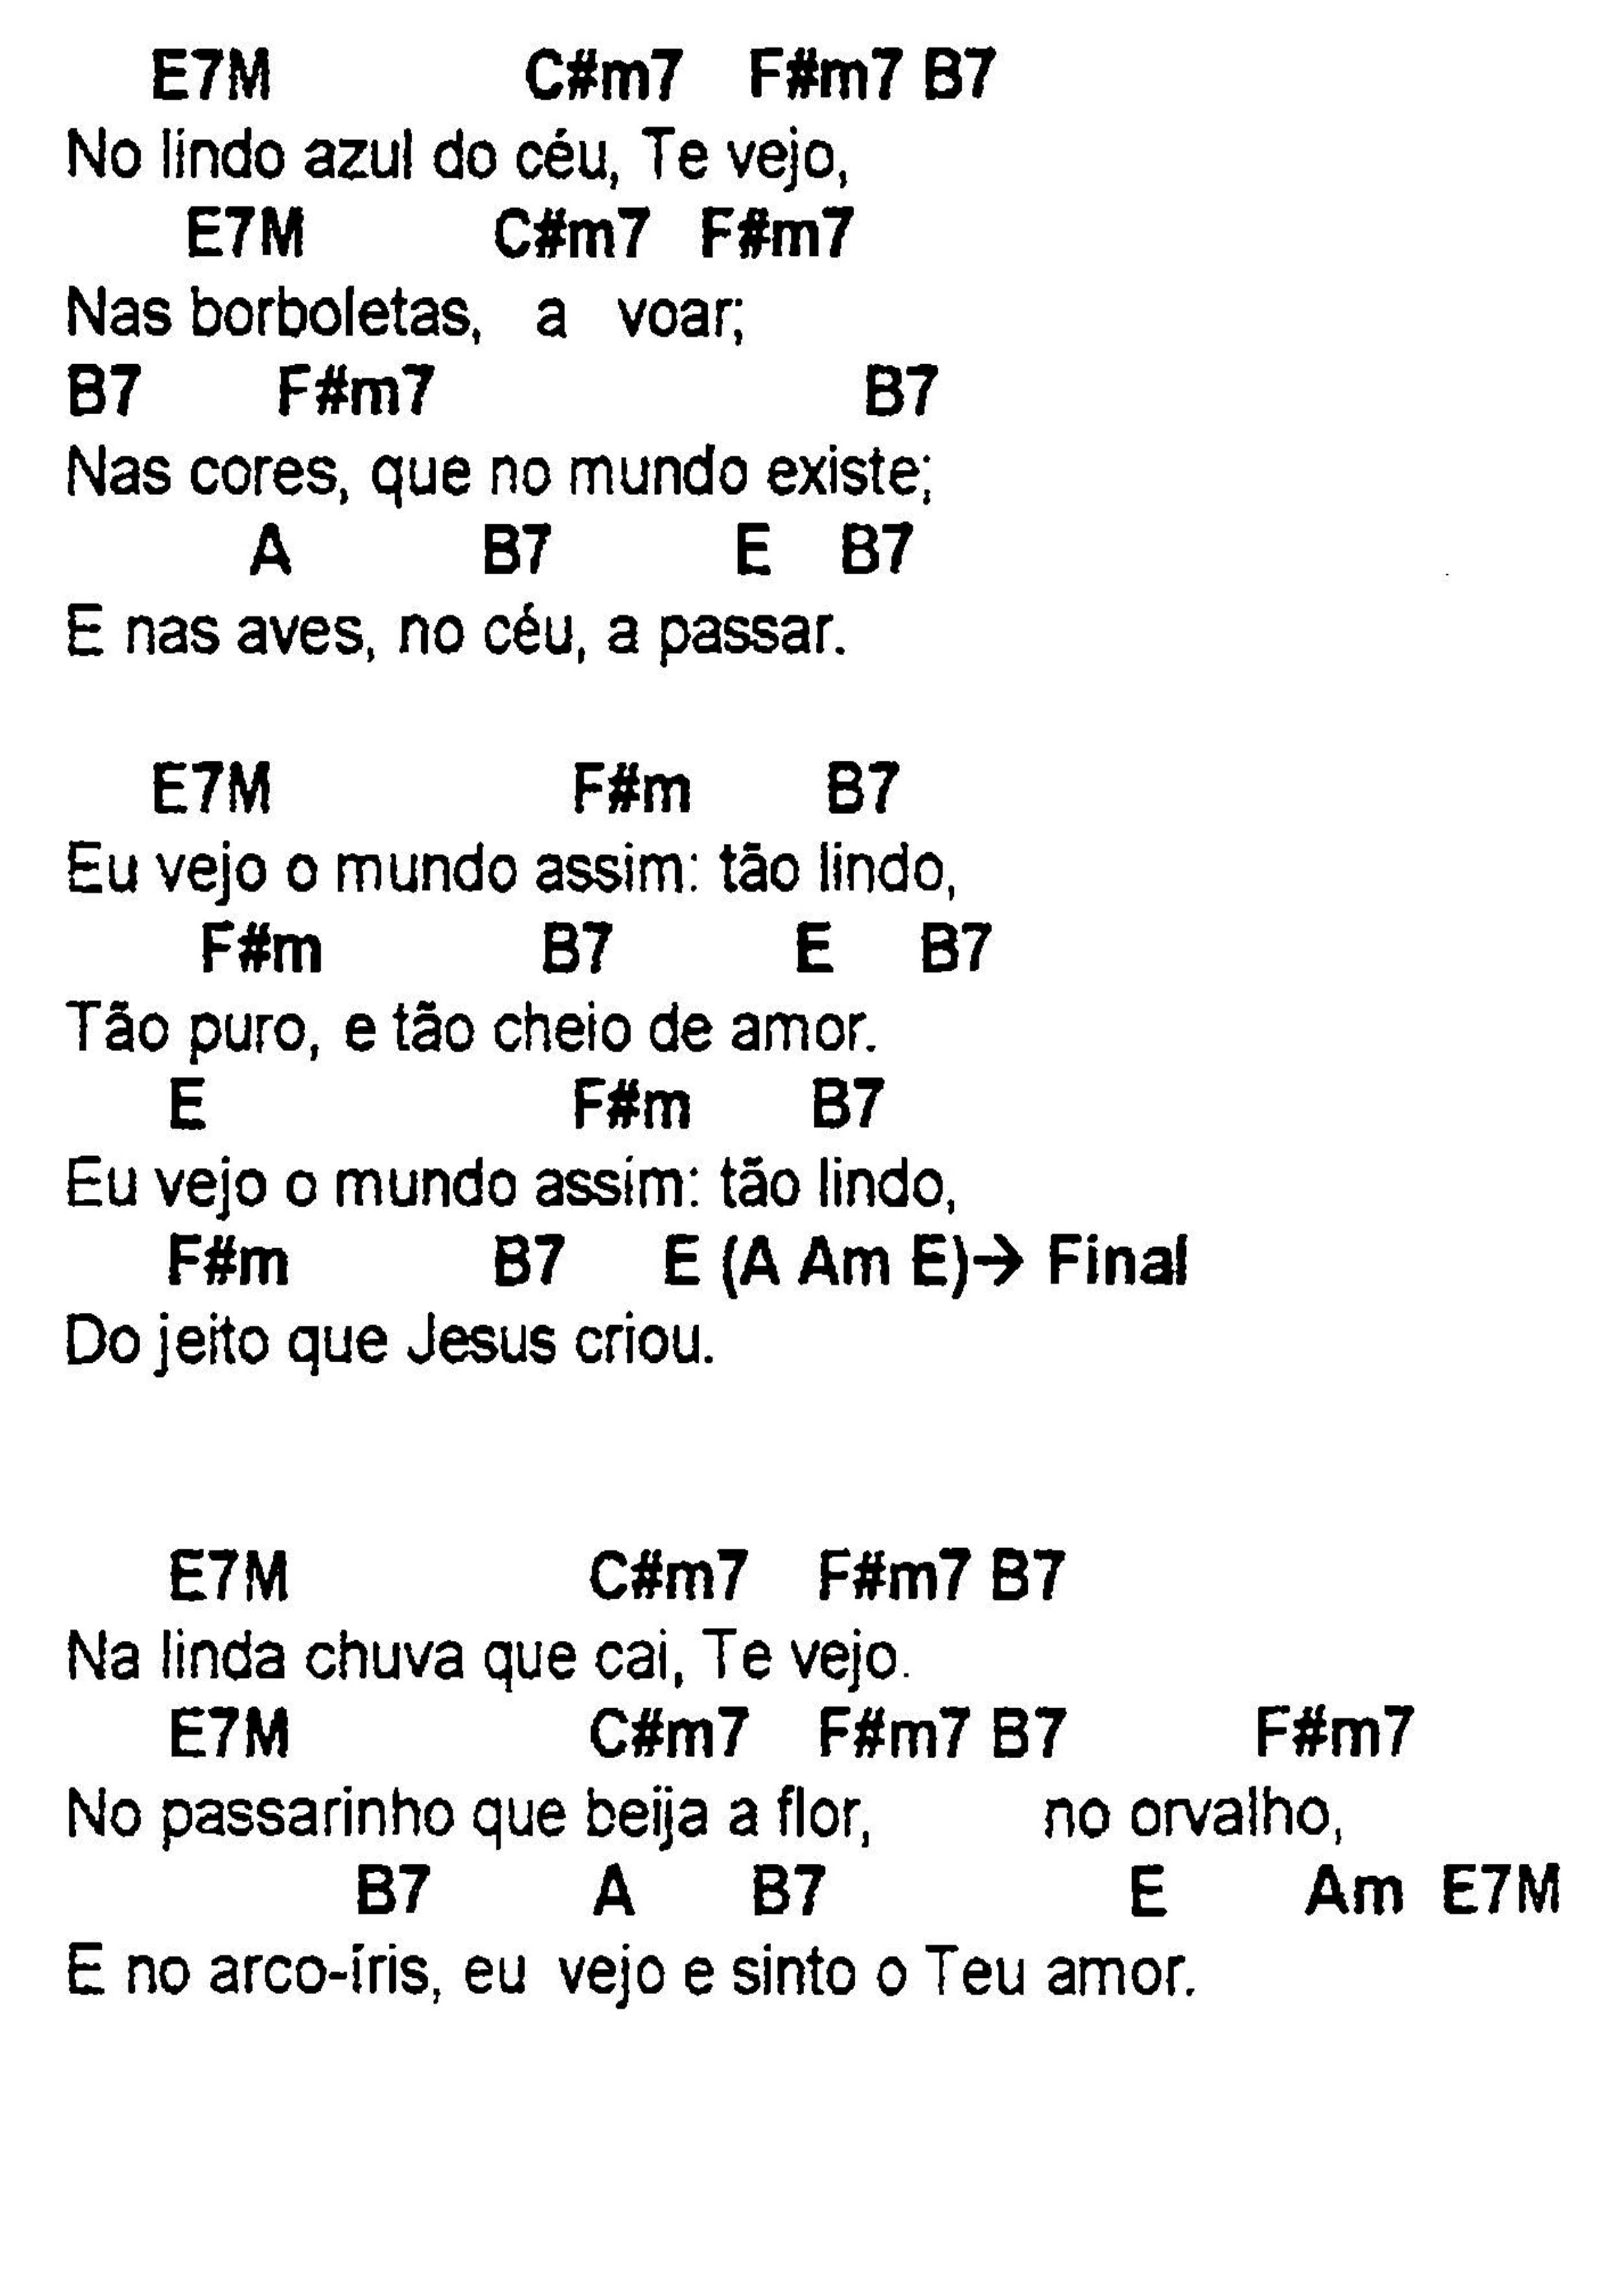 E7M C#m7 F#m7 B7
No lindo azul do céu, Te vejo,
E7M C#m7 F#m7
Nas borboletas, a voar;
B7 F#m7 B7
Nas cores, que no mundo existe;
A B7 E B7
E nas aves, no céu, a passar.
E7M F#m B7
Eu vejo o mundo assim: tão lindo,
F#m B7 E B7
Tão puro, e tão cheio de amor.
E F#m B7
Eu vejo o mundo assim: tão lindo,
F#m B7 E (A Am E)→ Final
Do jeito que Jesus criou.
E7M C#m7 F#m7 B7
Na linda chuva que cai, Te vejo.
E7M C#m7 F#m7 B7 F#m7
No passarinho que beija a flor, no orvalho,
B7 A B7 E Am E7M
E no arco-íris, eu vejo e sinto o Teu amor.